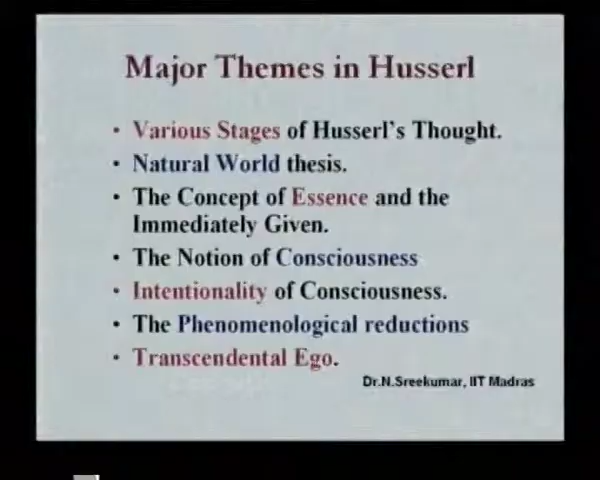 Major Themes in Husserl
• Various Stages of Husserl's Thought.
• Natural World thesis.
• The Concept of Essence and the
Immediately Given.
• The Notion of Consciousness
• Intentionality of Consciousness.
• The Phenomenological reductions
• Transcendental Ego.
Dr.N.Sreekumar, IIT Madras